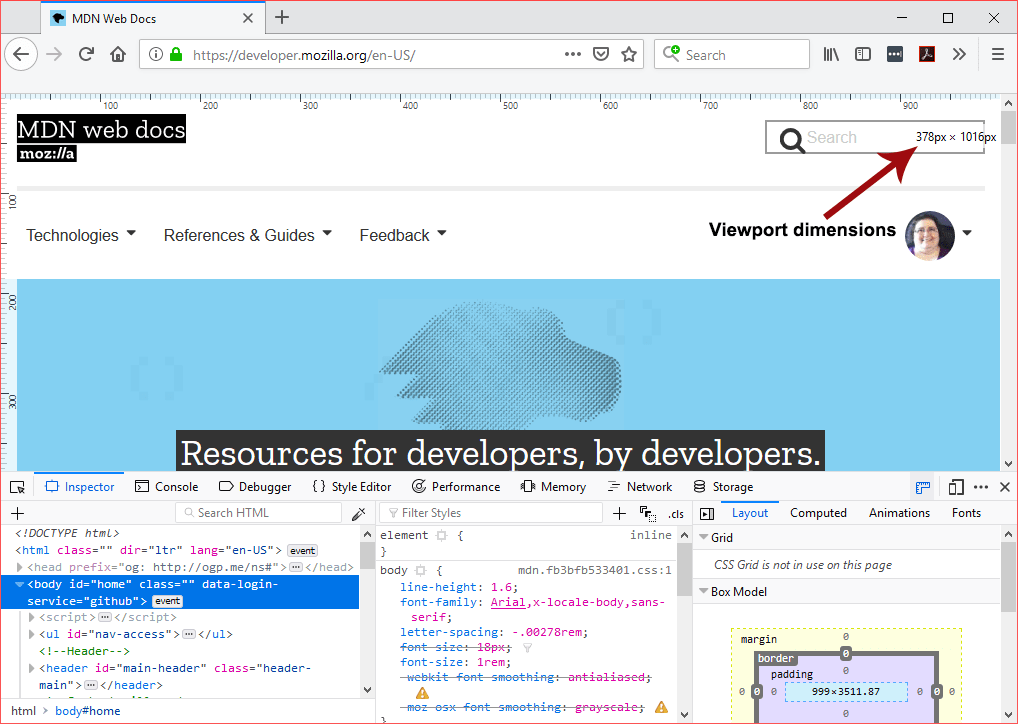 MDN Web Docs
https://developer.mozilla.org/en-US/
Search
100 200 300 400 500 600 700 800 900
MDN web docs
moz://a
Search
378px × 1016px
100
Technologies
References & Guides
Feedback
Viewport dimensions
200
300
Resources for developers, by developers.
Inspector Console Debugger {} Style Editor Performance Memory Network Storage
+ Search HTML
<!DOCTYPE html>
<html class="" dir="ltr" lang="en-US"> event
<head prefix="og: http://ogp.me/ns#"></head>
<body id="home" class="" data-login-
service="github"> event
<script></script>
<ul id="nav-access"></ul>
<!--Header-->
<header id="main-header" class="header-
main"></header>
html > body#home
Filter Styles + .cls
element { inline
}
body { mdn.fb3bfb533401.css:1
line-height: 1.6;
font-family: Arial,x-locale-body,sans-
serif;
letter-spacing: -.00278rem;
font-size: 18px;
font-size: 1rem;
-webkit-font-smoothing: antialiased;
-moz-osx-font-smoothing: grayscale;
}
Layout Computed Animations Fonts
Grid
CSS Grid is not in use on this page
Box Model
margin 0
border 0
padding 0
0 0 0 999×3511.87 0 0 0
0